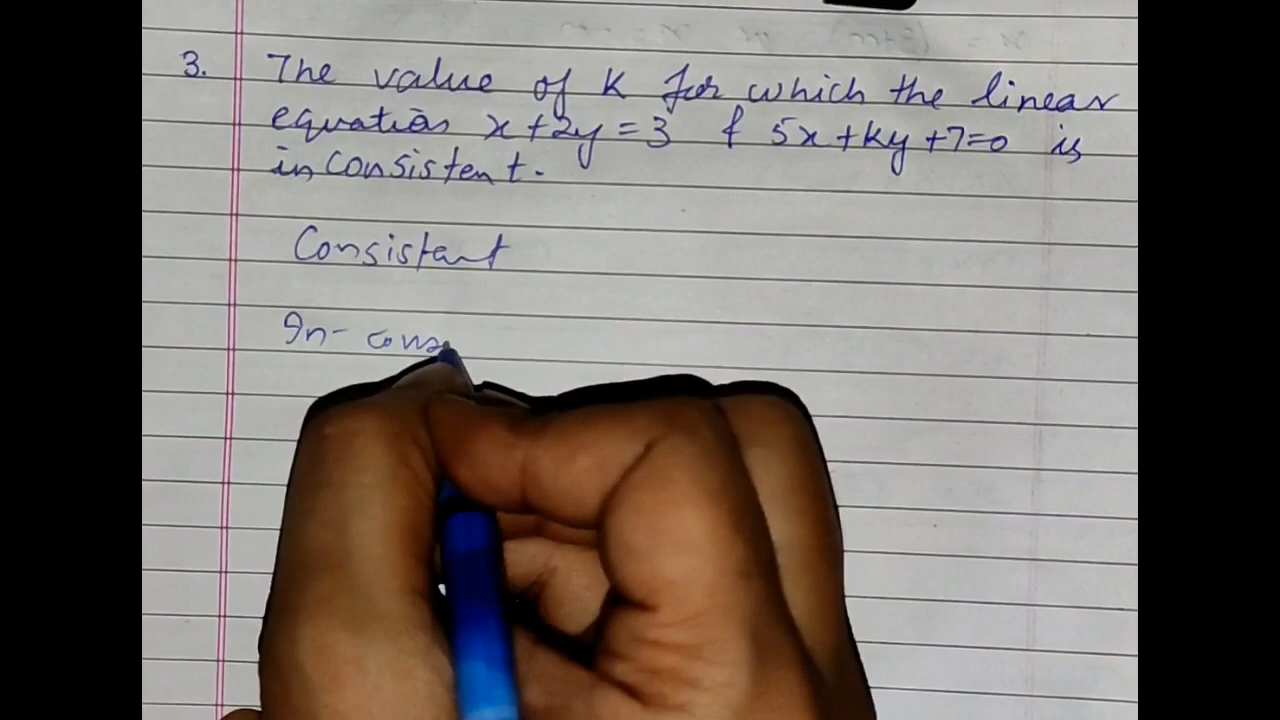 3. The value of K for which the linear
equation x+2y=3 & 5x+ky+7=0 is
inconsistent.
Consistent
In-cons